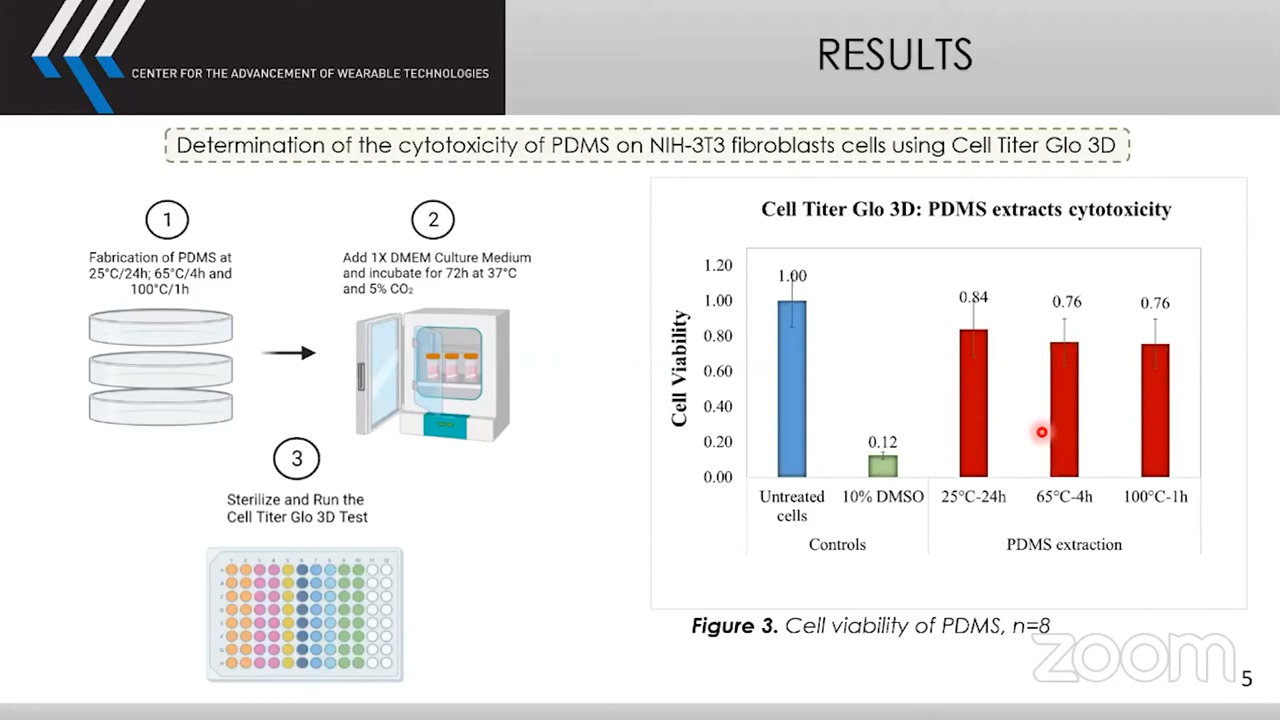 CENTER FOR THE ADVANCEMENT OF WEARABLE TECHNOLOGIES
RESULTS
Determination of the cytotoxicity of PDMS on NIH-3T3 fibroblasts cells using Cell Titer Glo 3D
1
Fabrication of PDMS at
25°C/24h; 65°C/4h and
100°C/1h
2
Add 1X DMEM Culture Medium
and incubate for 72h at 37°C
and 5% CO₂
3
Sterilize and Run the
Cell Titer Glo 3D Test
Cell Titer Glo 3D: PDMS extracts cytotoxicity
Cell Viability
1.20
1.00
0.80
0.60
0.40
0.20
0.00
1.00
0.12
0.84
0.76
0.76
Untreated
cells
10% DMSO
25°C-24h
65°C-4h
100°C-1h
Controls
PDMS extraction
Figure 3. Cell viability of PDMS, n=8
zoom
5